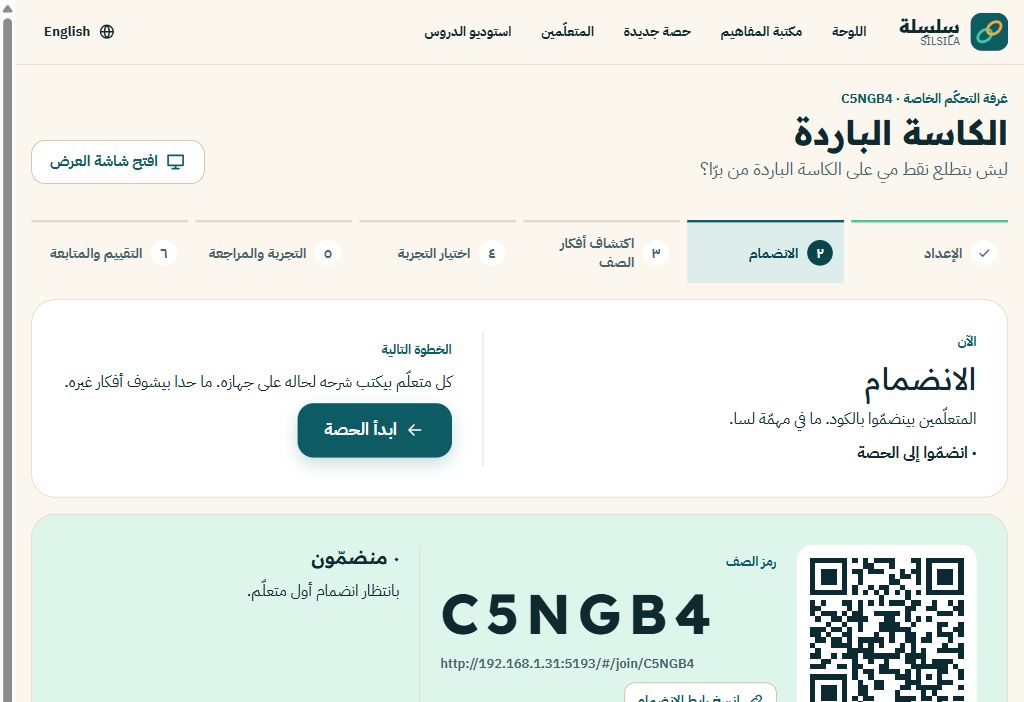 سلسلة
SILSILA
اللوحة
مكتبة المفاهيم
حصة جديدة
المتعلّمين
استوديو الدروس
English
غرفة التحكّم الخاصة · C5NGB4
الكاسة الباردة
ليش بتطلع نقط مي على الكاسة الباردة من برّا؟
افتح شاشة العرض
الإعداد
٢ الانضمام
٣ اكتشاف أفكار
الصف
٤ اختيار التجربة
٥ التجربة والمراجعة
٦ التقييم والمتابعة
الآن
الانضمام
المتعلّمين بينضمّوا بالكود. ما في مهمّة لسا.
٠ انضمّوا إلى الحصة
الخطوة التالية
كل متعلّم بيكتب شرحه لحاله على جهازه. ما حدا بيشوف أفكار غيره.
ابدأ الحصة
رمز الصف
C5NGB4
http://192.168.1.31:5193/#/join/C5NGB4
انسخ رابط الانضمام
٠ منضمّون
بانتظار انضمام أول متعلّم.